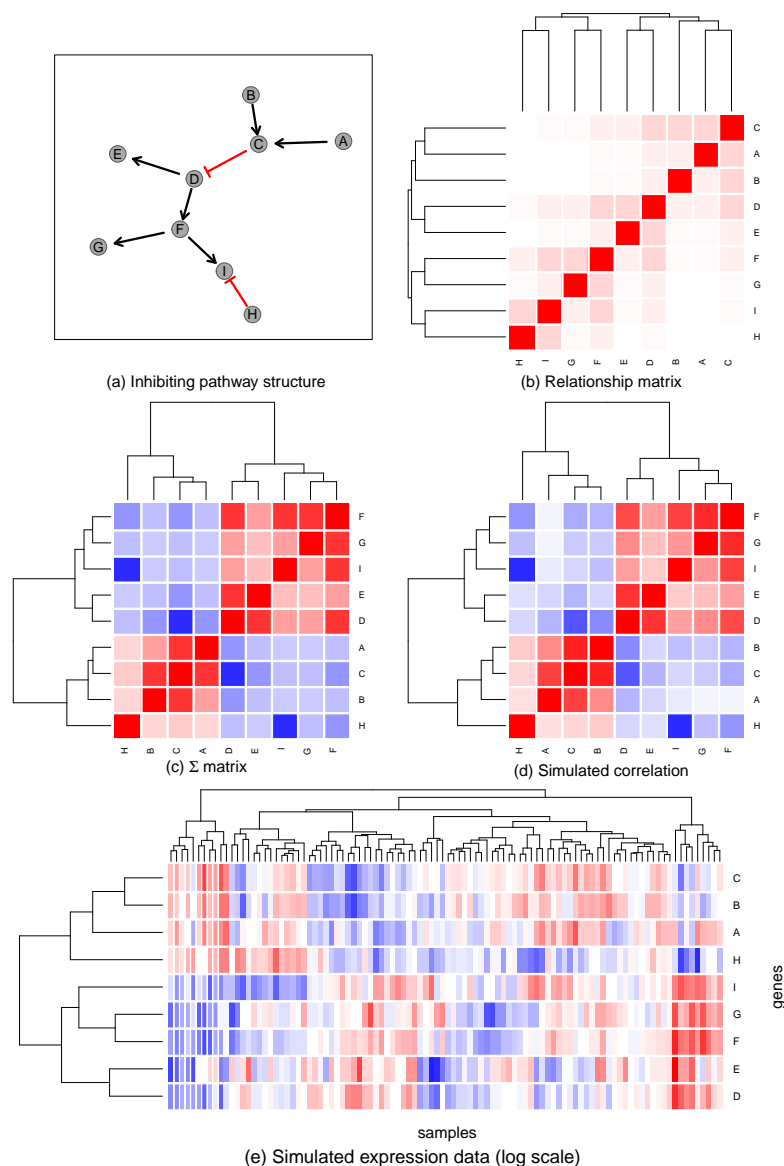 B
A
C
E
D
F
G
I
H
(a) Inhibiting pathway structure
C
A
B
D
E
F
G
I
H
H
I
G
F
E
D
B
A
C
(b) Relationship matrix
F
G
I
E
D
A
C
B
H
H
B
C
A
D
E
I
G
F
(c) Σ matrix
F
G
I
E
D
B
C
A
H
H
A
C
B
D
E
I
G
F
(d) Simulated correlation
C
B
A
H
I
G
F
E
D
genes
samples
(e) Simulated expression data (log scale)